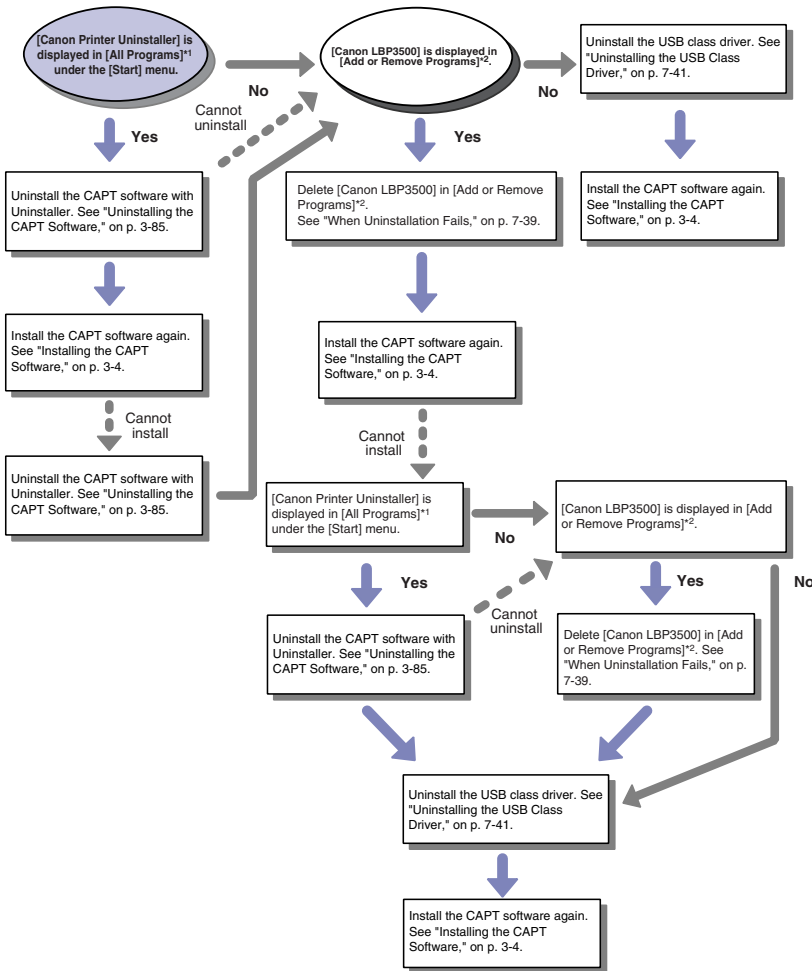 [Canon Printer Uninstaller] is
displayed in [All Programs]*1
under the [Start] menu.
No
[Canon LBP3500] is displayed in
[Add or Remove Programs]*2.
No
Uninstall the USB class driver. See
"Uninstalling the USB Class
Driver," on p. 7-41.
Cannot
uninstall
Yes
Yes
Uninstall the CAPT software with
Uninstaller. See "Uninstalling the
CAPT Software," on p. 3-85.
Delete [Canon LBP3500] in [Add or Remove
Programs]*2.
See "When Uninstallation Fails," on p. 7-39.
Install the CAPT software again.
See "Installing the CAPT
Software," on p. 3-4.
Install the CAPT software again.
See "Installing the CAPT
Software," on p. 3-4.
Install the CAPT software again.
See "Installing the CAPT
Software," on p. 3-4.
Cannot
install
Cannot
install
Uninstall the CAPT software with
Uninstaller. See "Uninstalling the
CAPT Software," on p. 3-85.
[Canon Printer Uninstaller] is
displayed in [All Programs]*1
under the [Start] menu.
No
[Canon LBP3500] is displayed in [Add
or Remove Programs]*2.
Yes
Cannot
uninstall
Yes
No
Uninstall the CAPT software with
Uninstaller. See "Uninstalling the
CAPT Software," on p. 3-85.
Delete [Canon LBP3500] in [Add
or Remove Programs]*2. See
"When Uninstallation Fails," on p.
7-39.
Uninstall the USB class driver. See
"Uninstalling the USB Class
Driver," on p. 7-41.
Install the CAPT software again.
See "Installing the CAPT
Software," on p. 3-4.